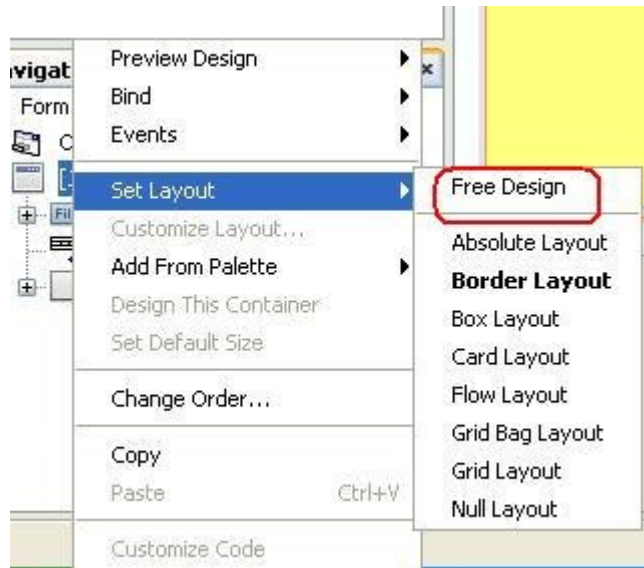 Preview Design
Bind
Events
Form
Set Layout
Customize Layout...
Add From Palette
Design This Container
Set Default Size
Change Order...
Copy
Paste Ctrl+V
Customize Code
Free Design
Absolute Layout
Border Layout
Box Layout
Card Layout
Flow Layout
Grid Bag Layout
Grid Layout
Null Layout